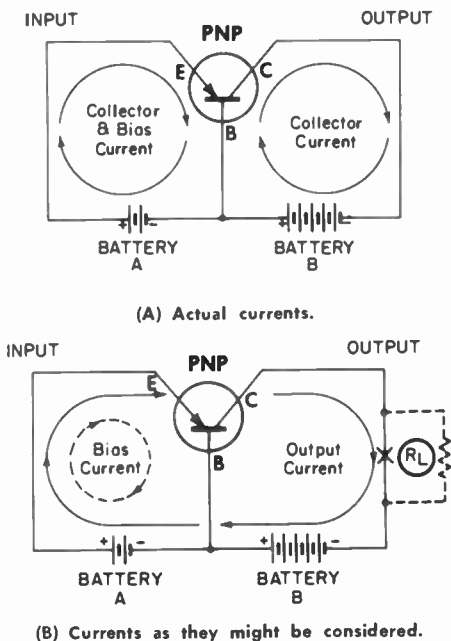 INPUT OUTPUT
PNP
E C
B
Collector
& Bias
Current
Collector
Current
+ - + -
BATTERY
A
BATTERY
B
(A) Actual currents.
INPUT OUTPUT
PNP
E C
B
Bias
Current
Output
Current
RL
+ - + -
BATTERY
A
BATTERY
B
(B) Currents as they might be considered.